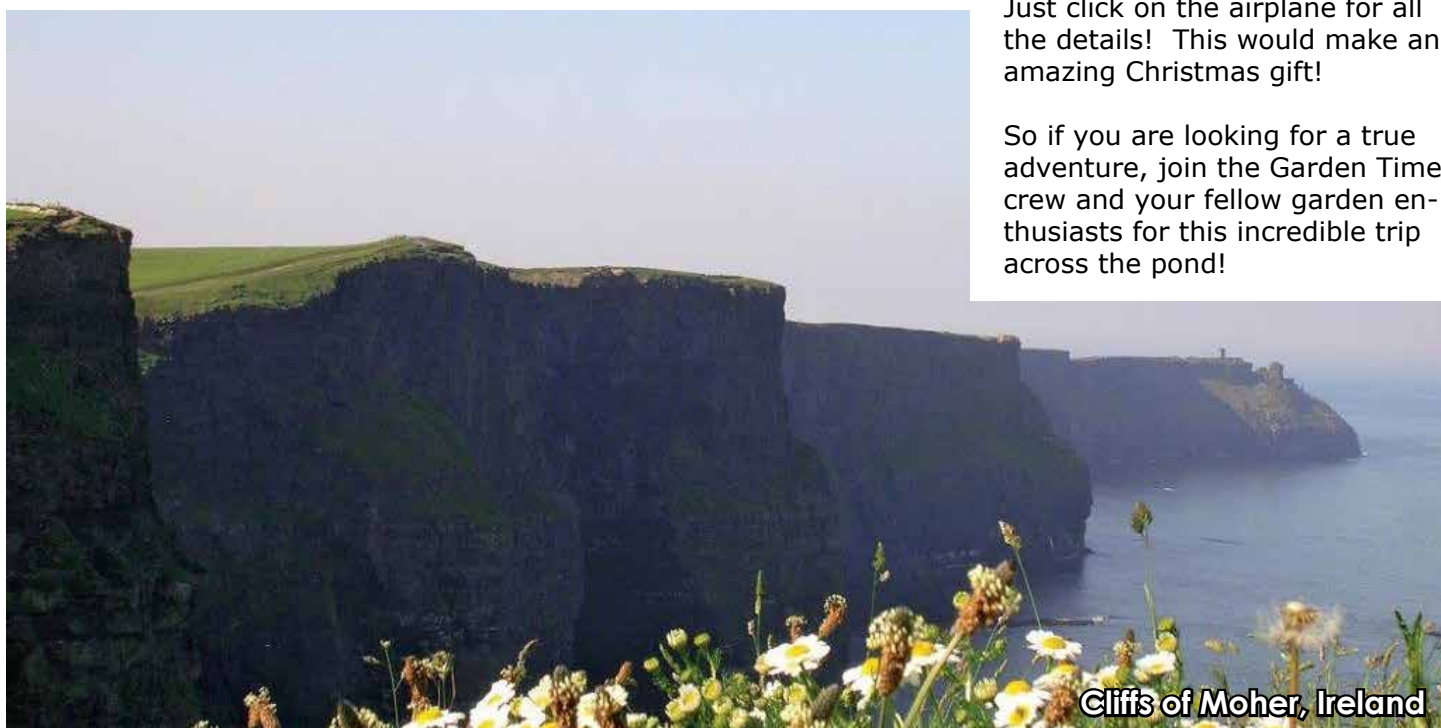 Just click on the airplane for all
the details!  This would make an
amazing Christmas gift!
So if you are looking for a true
adventure, join the Garden Time
crew and your fellow garden en-
thusiasts for this incredible trip
across the pond!
Cliffs of Moher, Ireland